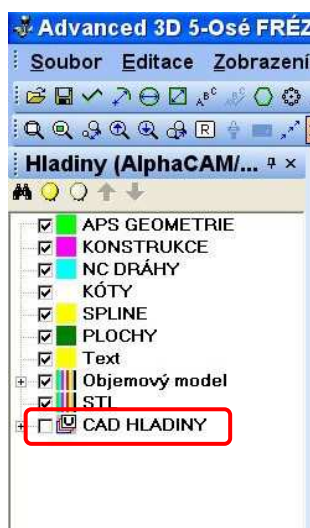 Advanced 3D 5-Osé FRÉZ
Soubor Editace Zobrazení
Hladiny (AlphaCAM/...
APS GEOMETRIE
KONSTRUKCE
NC DRÁHY
KÓTY
SPLINE
PLOCHY
Text
Objemový model
STL
CAD HLADINY